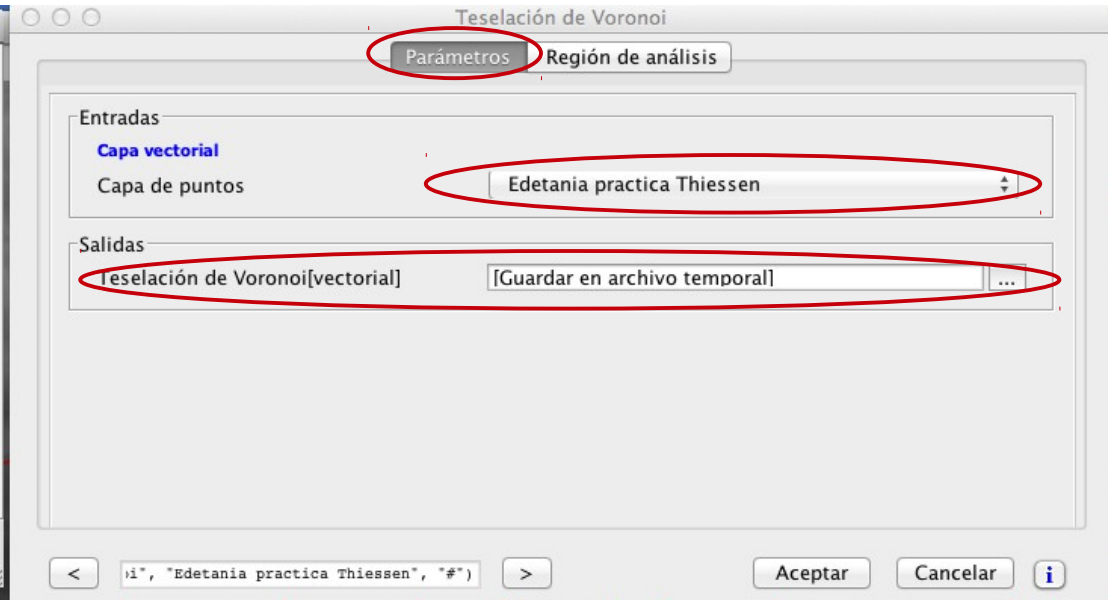 Teselación de Voronoi
Parámetros Región de análisis
Entradas
Capa vectorial
Capa de puntos Edetania practica Thiessen
Salidas
Teselación de Voronoi[vectorial] [Guardar en archivo temporal] ...
< i", "Edetania practica Thiessen", "#") > Aceptar Cancelar i